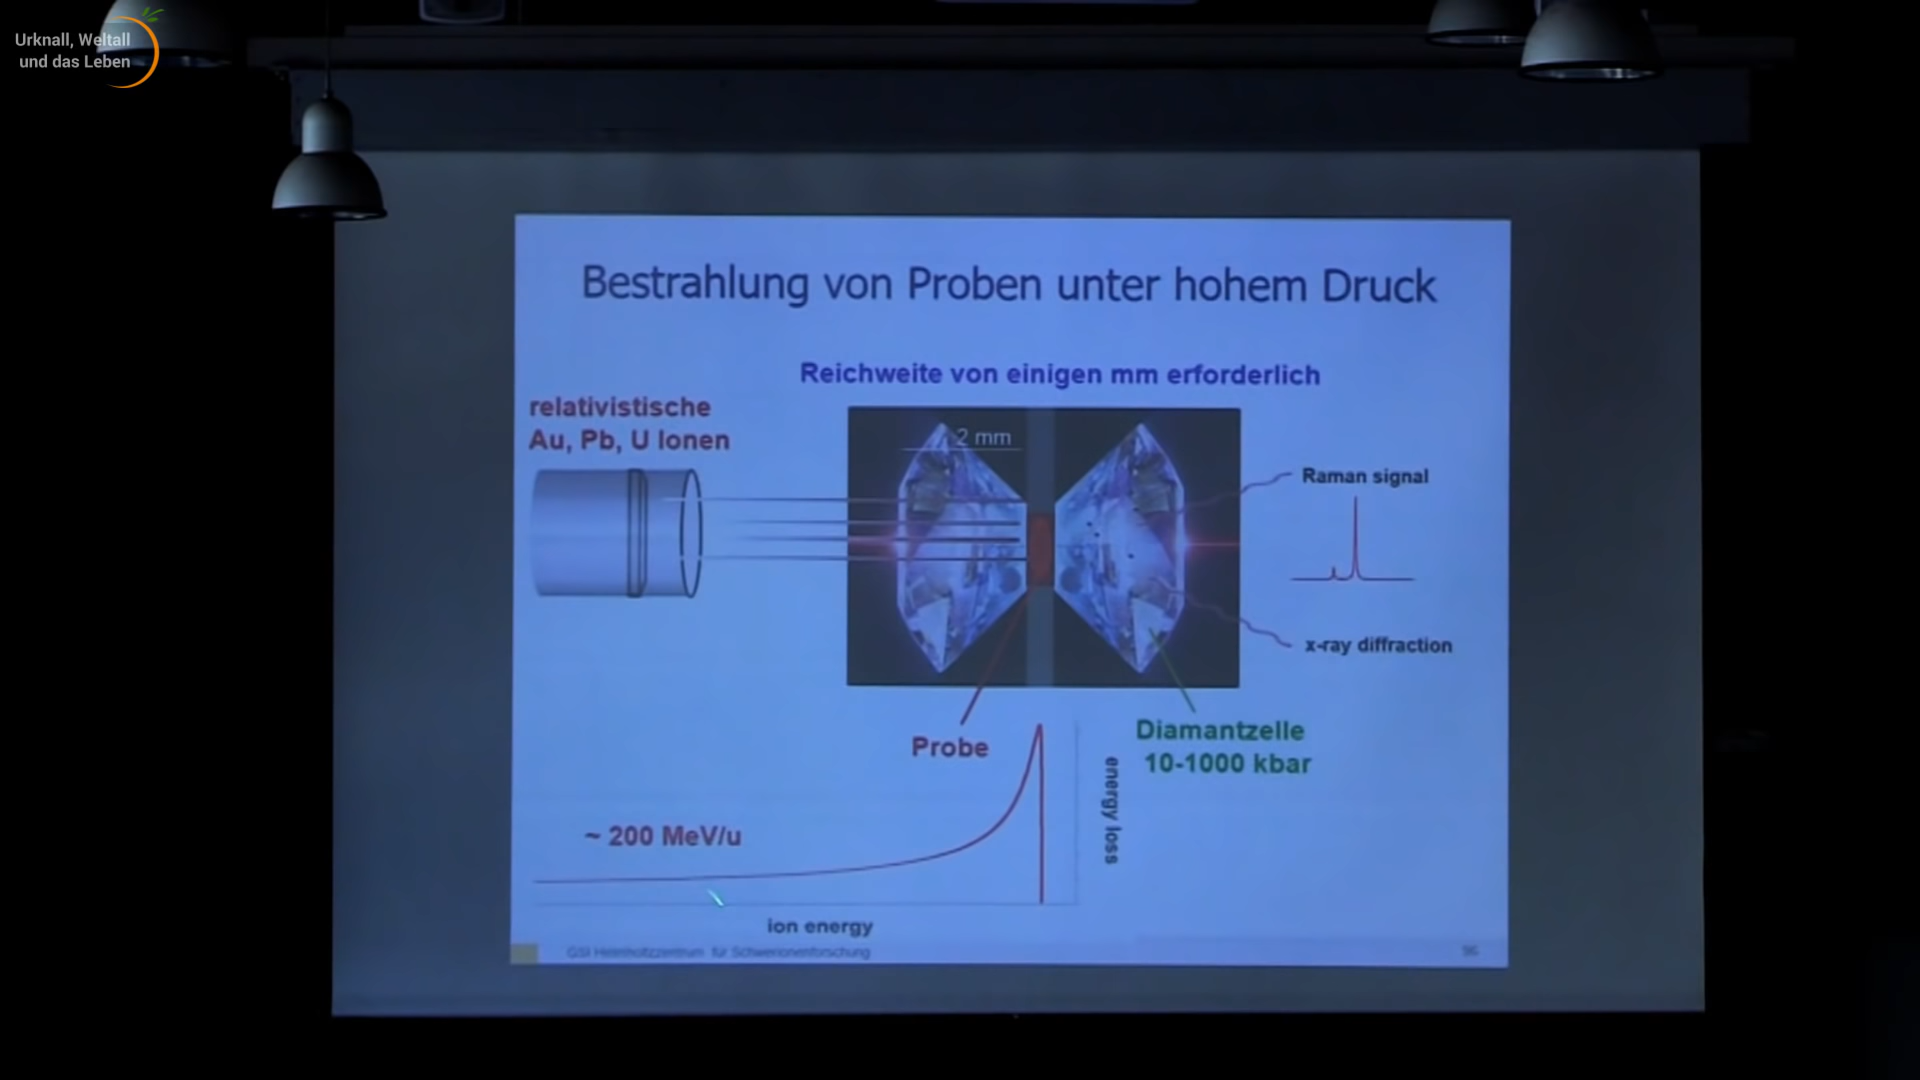 Urknall, Weltall
und das Leben
Bestrahlung von Proben unter hohem Druck
Reichweite von einigen mm erforderlich
relativistische
Au, Pb, U Ionen
2 mm
Raman signal
x-ray diffraction
Probe
Diamantzelle
10-1000 kbar
energy loss
~ 200 MeV/u
ion energy
GSI Helmholtzzentrum für Schwerionenforschung
96